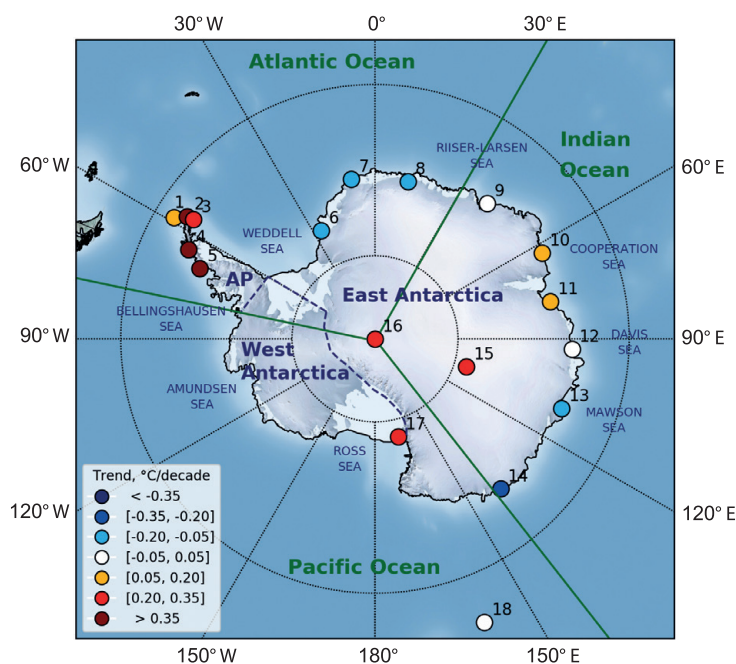 30° W
0°
30° E
Atlantic Ocean
Indian
Ocean
RIISER-LARSEN
SEA
60° W
60° E
7
8
9
1
2
3
6
WEDDELL
SEA
4
5
10
COOPERATION
SEA
AP
East Antarctica
11
BELLINGSHAUSEN
SEA
16
90° W
90° E
12
DAVIS
SEA
West
Antarctica
15
AMUNDSEN
SEA
13
MAWSON
SEA
17
ROSS
SEA
14
Trend, °C/decade
< -0.35
[-0.35, -0.20]
[-0.20, -0.05]
[-0.05, 0.05]
[0.05, 0.20]
[0.20, 0.35]
> 0.35
120° W
120° E
Pacific Ocean
18
150° W
180°
150° E